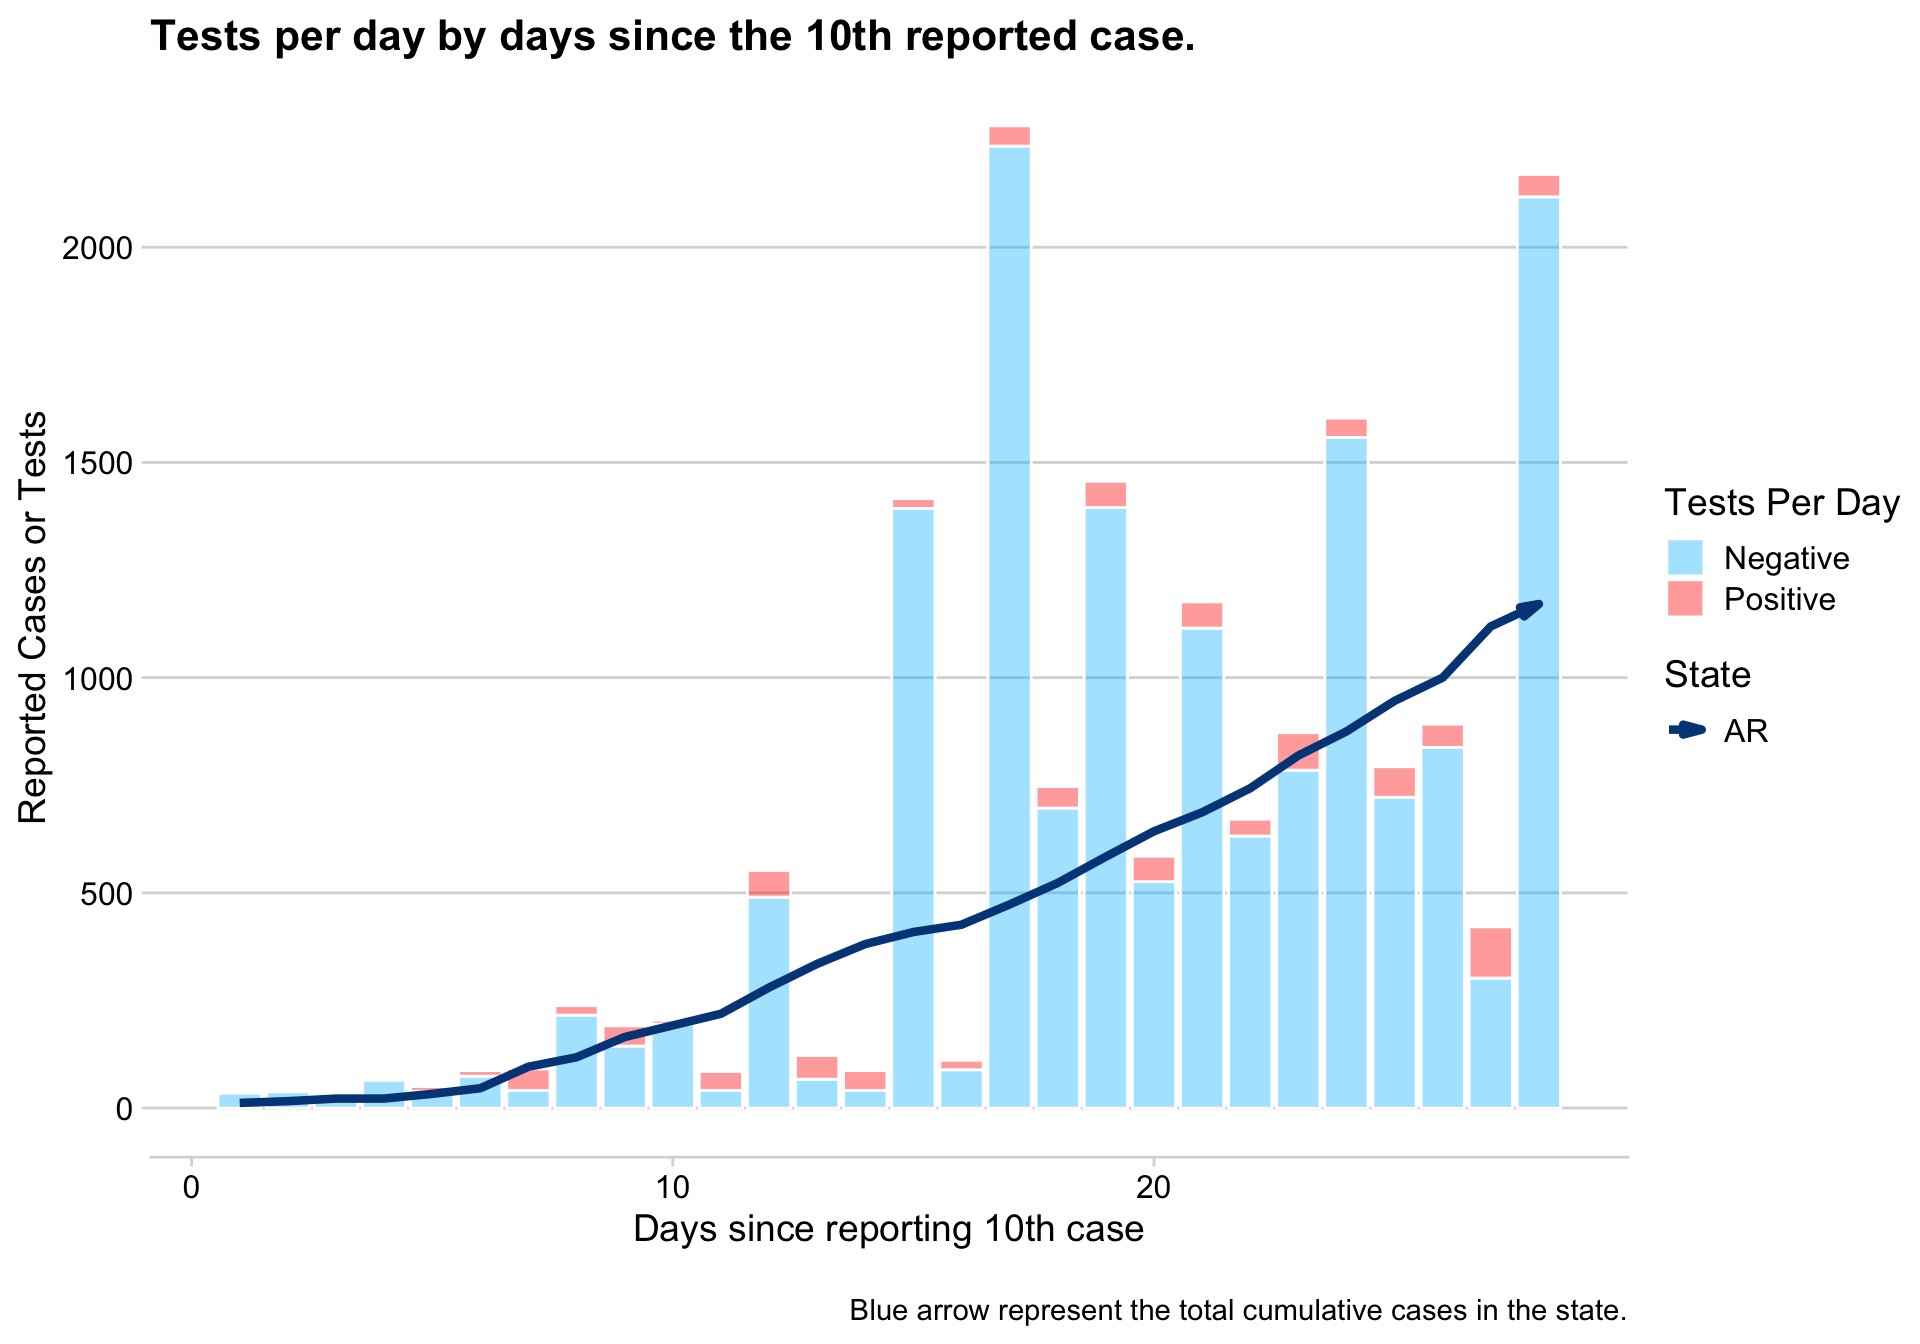 Tests per day by days since the 10th reported case.
Reported Cases or Tests
2000
1500
1000
500
0
0 10 20
Days since reporting 10th case
Tests Per Day
Negative
Positive
State
AR
Blue arrow represent the total cumulative cases in the state.